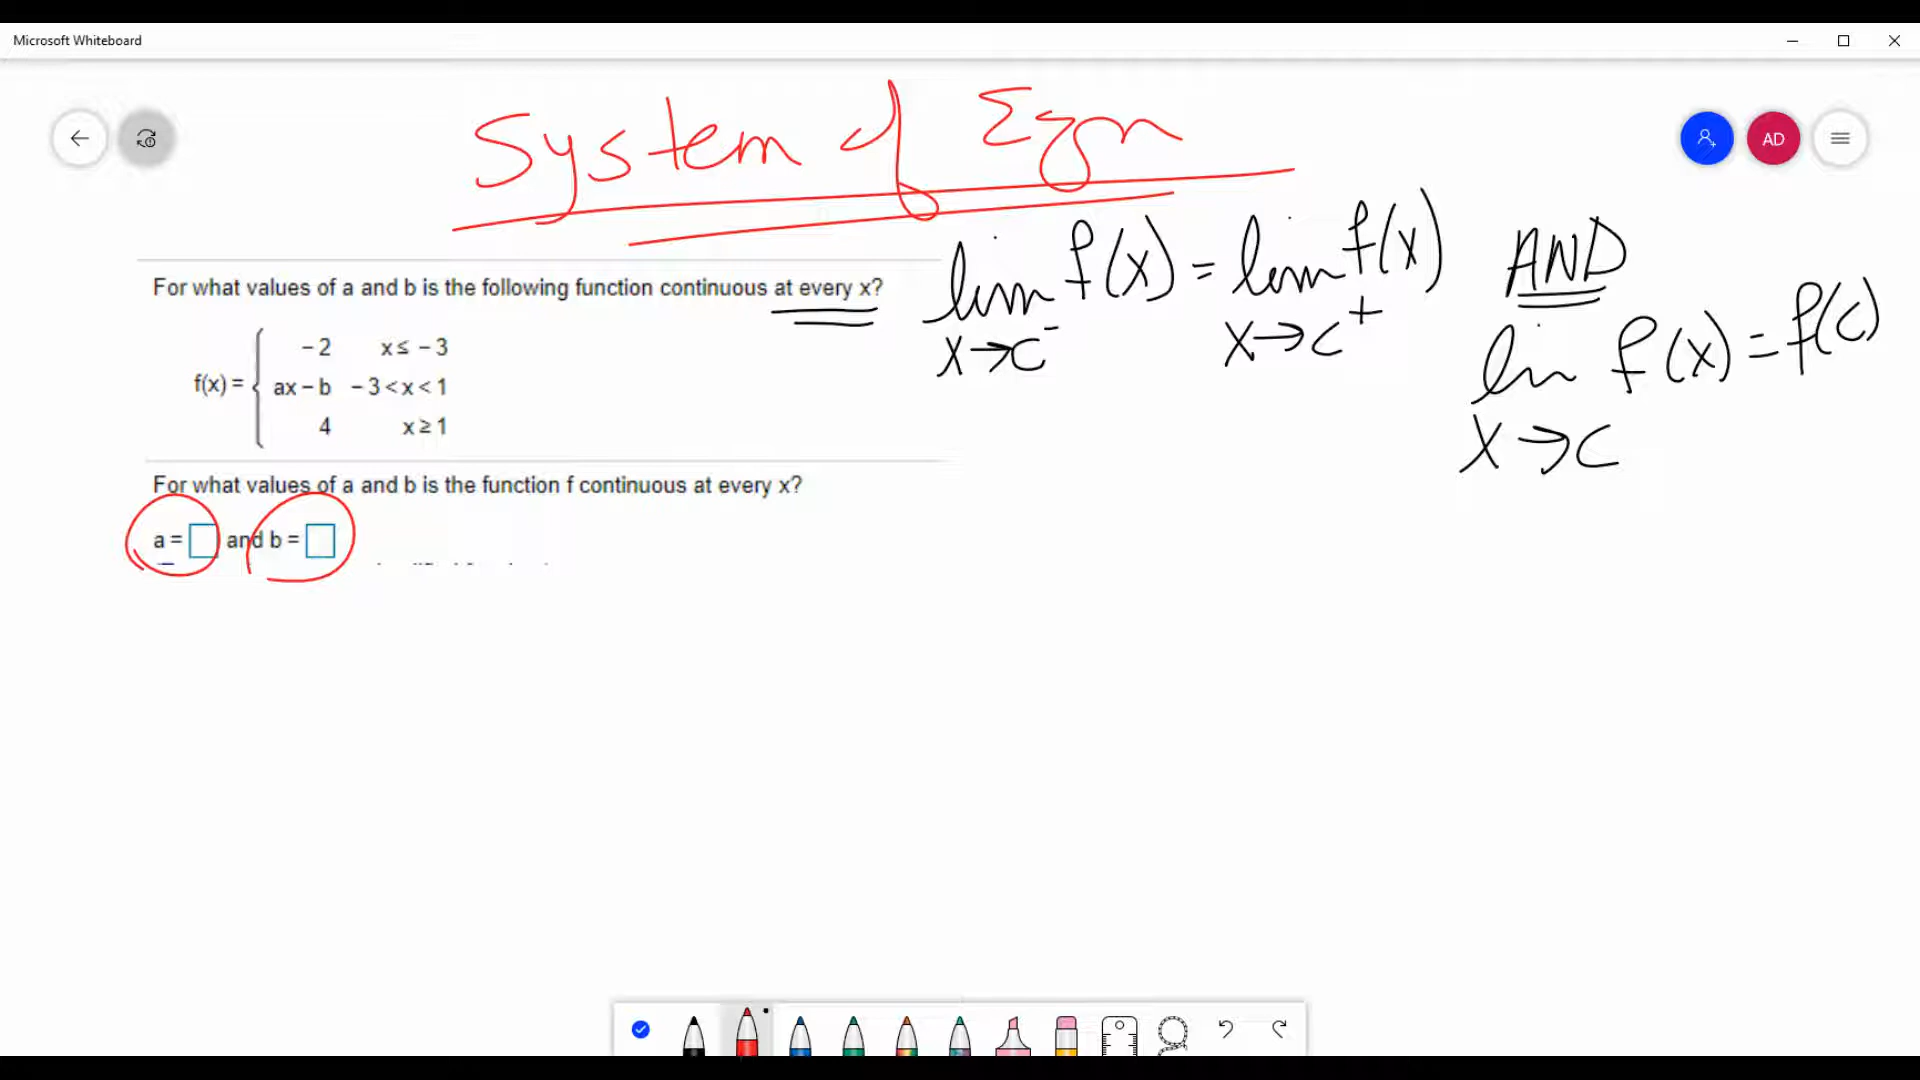 Microsoft Whiteboard
System of Eqn
AD
For what values of a and b is the following function continuous at every x?
f(x) = { -2 x ≤ -3
ax - b -3 < x < 1
4 x ≥ 1
lim f(x) = lim f(x) AND
x→c⁻ x→c⁺
lim f(x) = f(c)
x→c
For what values of a and b is the function f continuous at every x?
a = □ and b = □